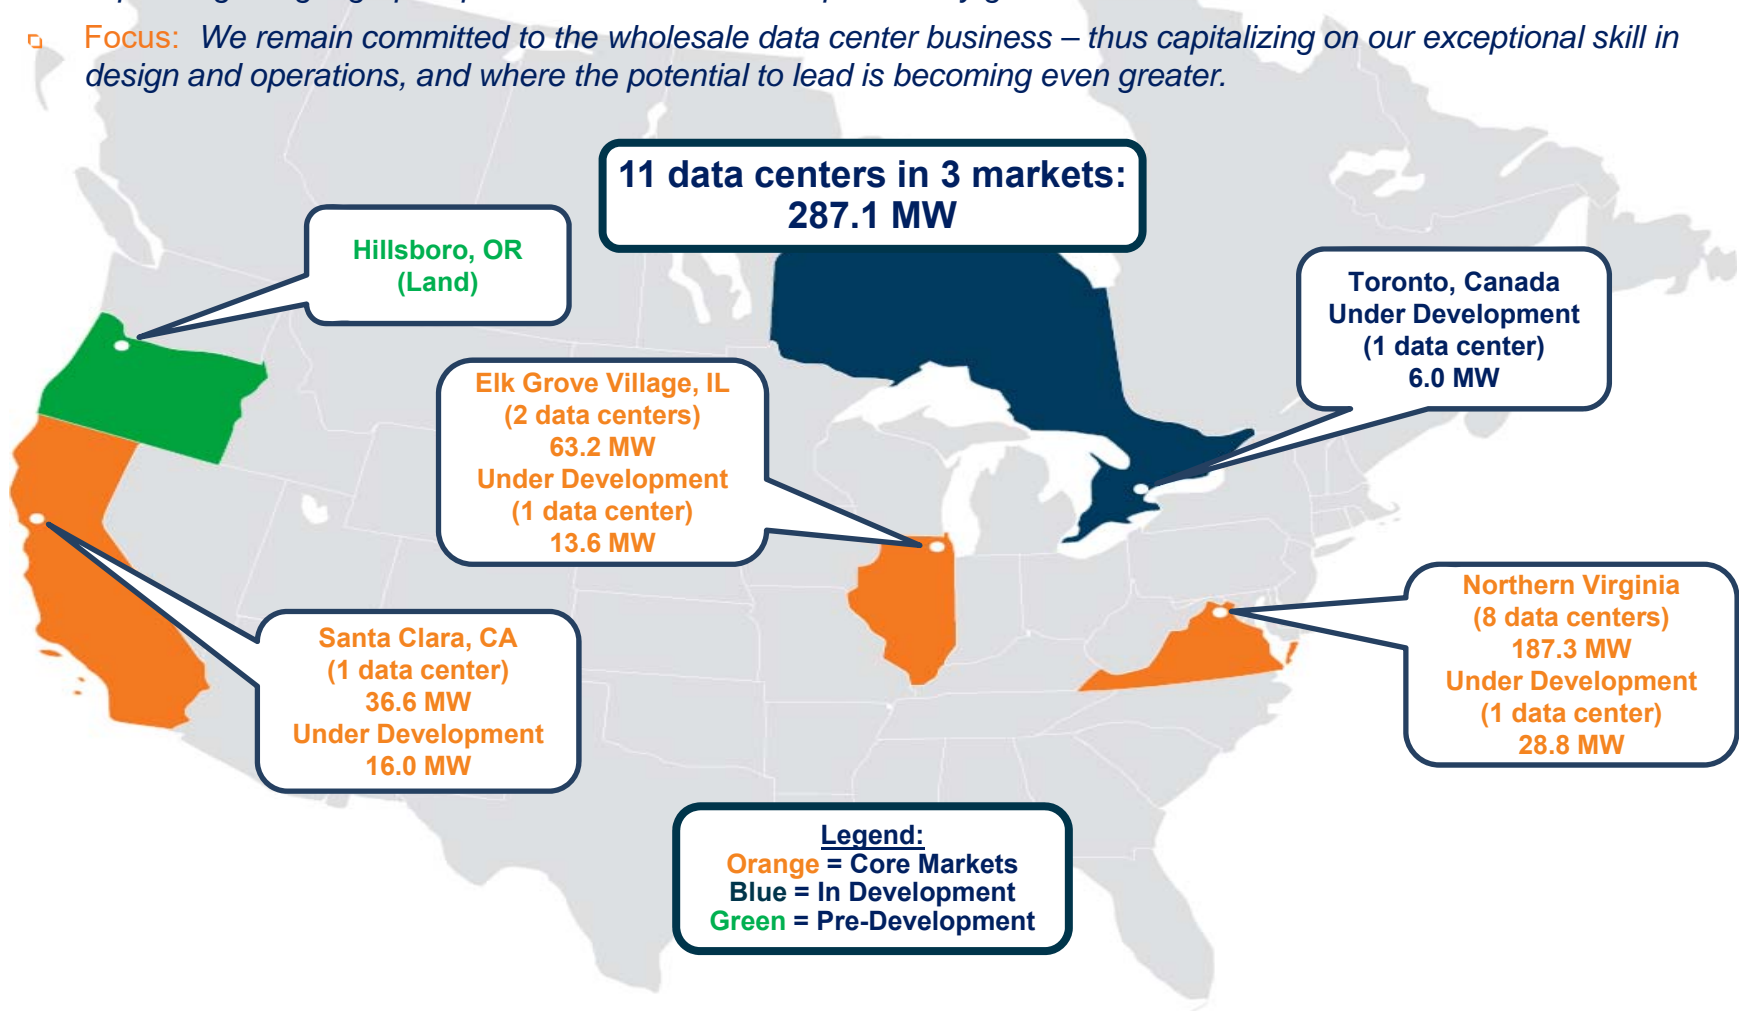 Focus: We remain committed to the wholesale data center business – thus capitalizing on our exceptional skill in
design and operations, and where the potential to lead is becoming even greater.
11 data centers in 3 markets:
287.1 MW
Hillsboro, OR
(Land)
Toronto, Canada
Under Development
(1 data center)
6.0 MW
Elk Grove Village, IL
(2 data centers)
63.2 MW
Under Development
(1 data center)
13.6 MW
Northern Virginia
(8 data centers)
187.3 MW
Under Development
(1 data center)
28.8 MW
Santa Clara, CA
(1 data center)
36.6 MW
Under Development
16.0 MW
Legend:
Orange = Core Markets
Blue = In Development
Green = Pre-Development